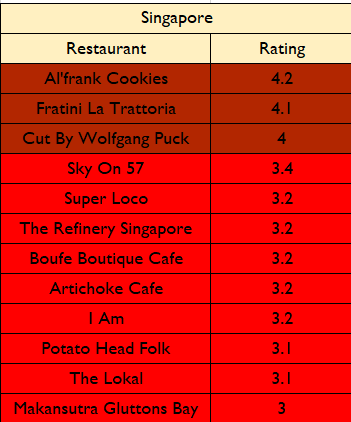 Singapore
Restaurant Rating
Al'frank Cookies 4.2
Fratini La Trattoria 4.1
Cut By Wolfgang Puck 4
Sky On 57 3.4
Super Loco 3.2
The Refinery Singapore 3.2
Boufe Boutique Cafe 3.2
Artichoke Cafe 3.2
I Am 3.2
Potato Head Folk 3.1
The Lokal 3.1
Makansutra Gluttons Bay 3